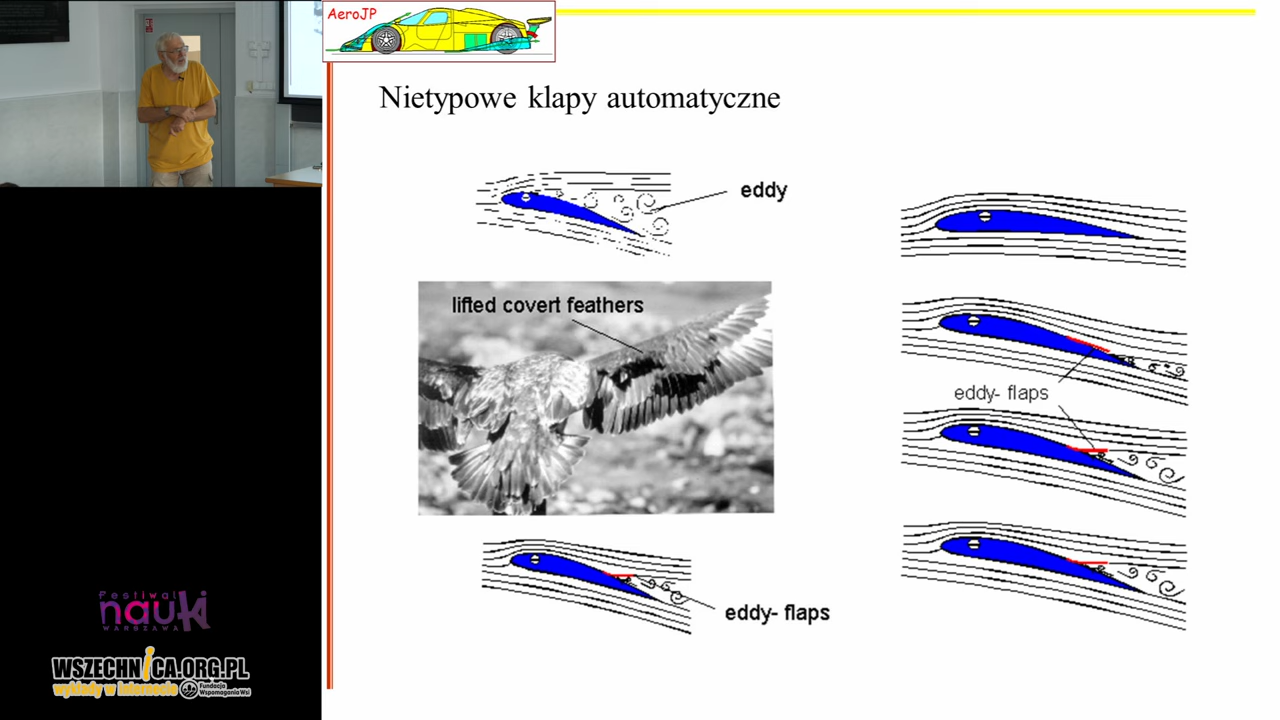 AeroJP
Nietypowe klapy automatyczne
eddy
lifted covert feathers
eddy- flaps
eddy- flaps
Festiwal
nauki
WARSZAWA
WSZECHNICA.ORG.PL
wykłady w internecie
Fundacja
Wspomagania Wsi